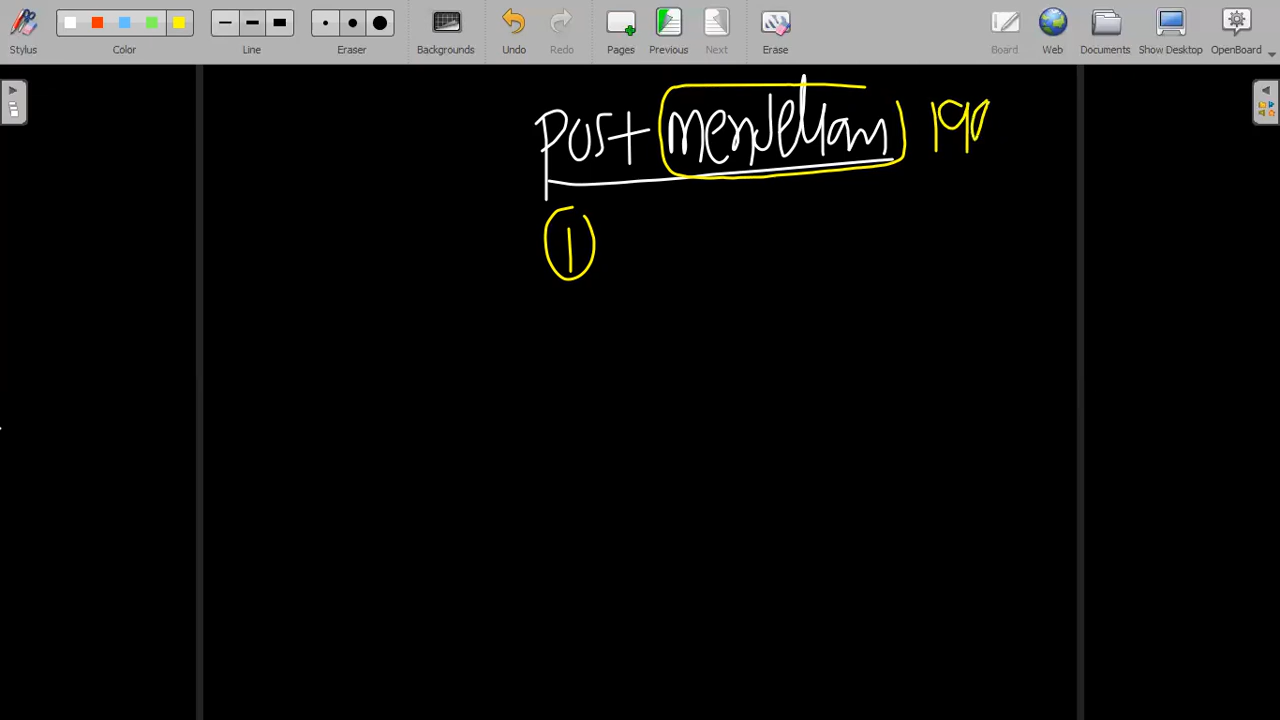 Stylus
Color
Line
Eraser
Backgrounds
Undo
Redo
Pages
Previous
Next
Erase
Board
Web
Documents
Show Desktop
OpenBoard
Post mendelian 190
1